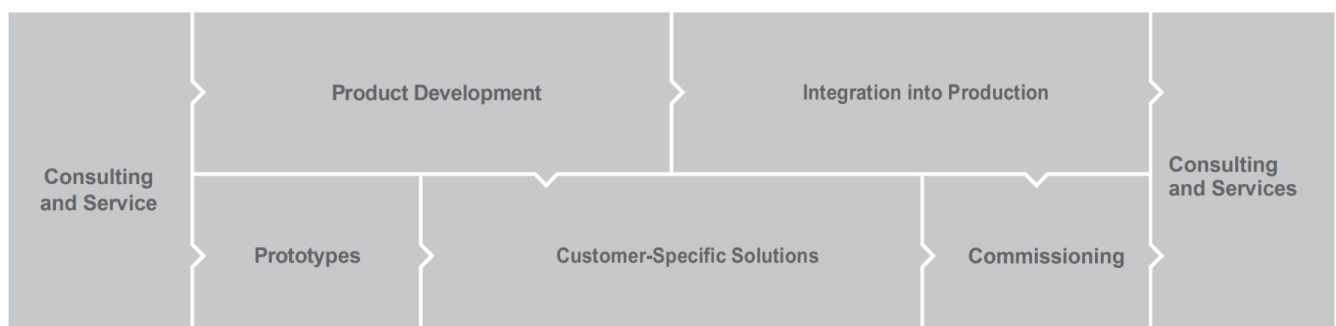 Consulting
and Service
Product Development
Integration into Production
Prototypes
Customer-Specific Solutions
Commissioning
Consulting
and Services